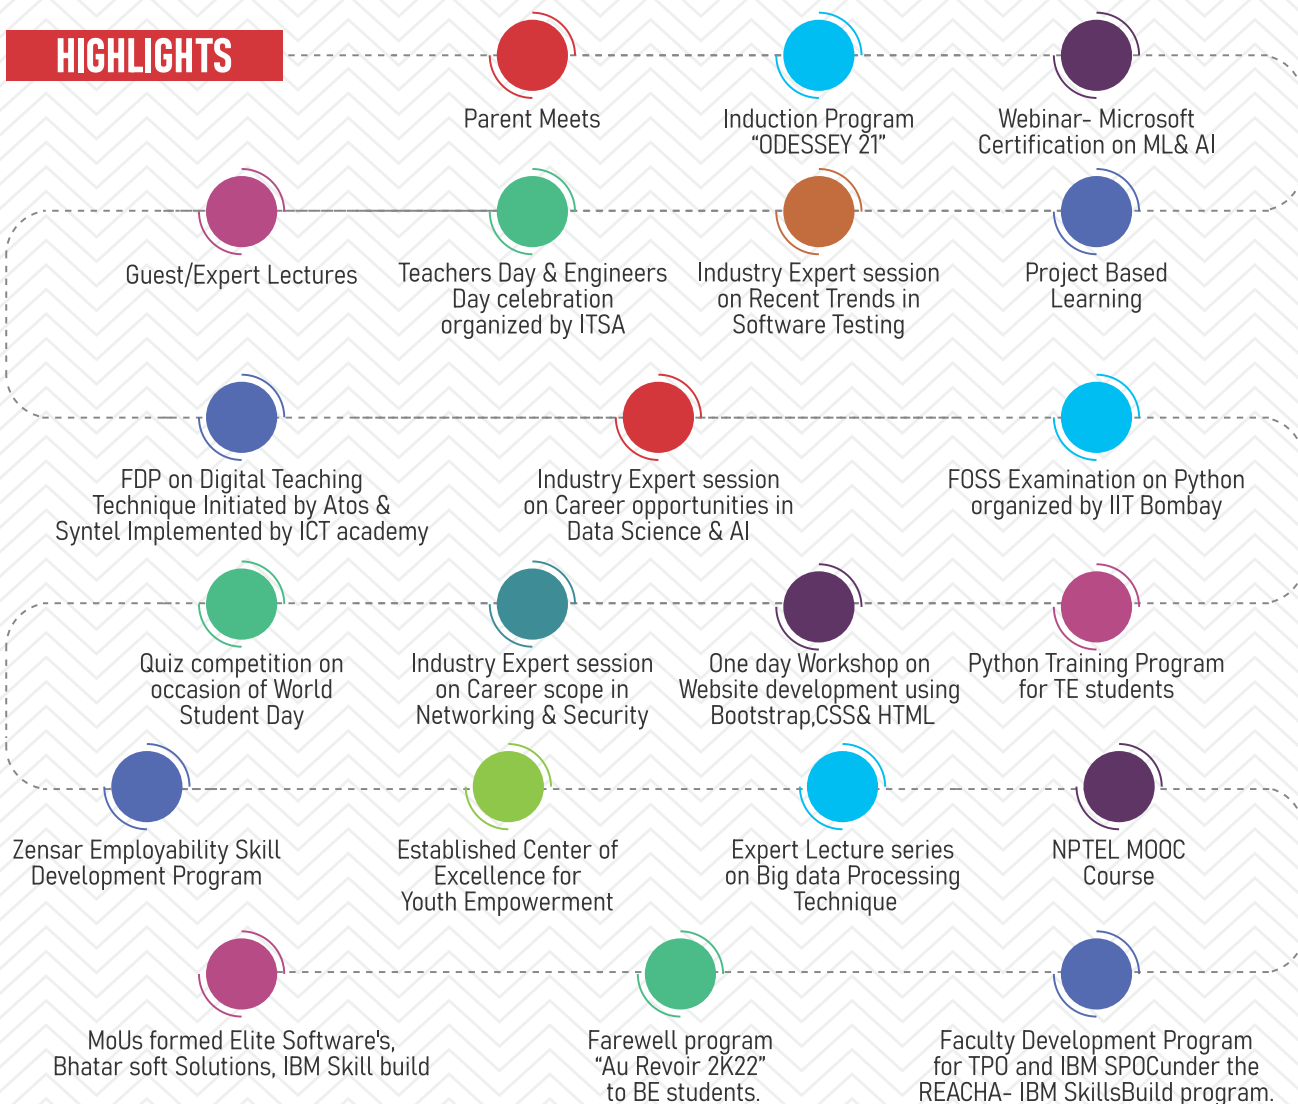 HIGHLIGHTS
Parent Meets
Induction Program
“ODESSEY 21”
Webinar- Microsoft
Certification on ML& AI
Guest/Expert Lectures
Teachers Day & Engineers
Day celebration
organized by ITSA
Industry Expert session
on Recent Trends in
Software Testing
Project Based
Learning
FDP on Digital Teaching
Technique Initiated by Atos &
Syntel Implemented by ICT academy
Industry Expert session
on Career opportunities in
Data Science & AI
FOSS Examination on Python
organized by IIT Bombay
Quiz competition on
occasion of World
Student Day
Industry Expert session
on Career scope in
Networking & Security
One day Workshop on
Website development using
Bootstrap,CSS& HTML
Python Training Program
for TE students
Zensar Employability Skill
Development Program
Established Center of
Excellence for
Youth Empowerment
Expert Lecture series
on Big data Processing
Technique
NPTEL MOOC
Course
MoUs formed Elite Software's,
Bhatar soft Solutions, IBM Skill build
Farewell program
“Au Revoir 2K22”
to BE students.
Faculty Development Program
for TPO and IBM SPOCunder the
REACHA- IBM SkillsBuild program.